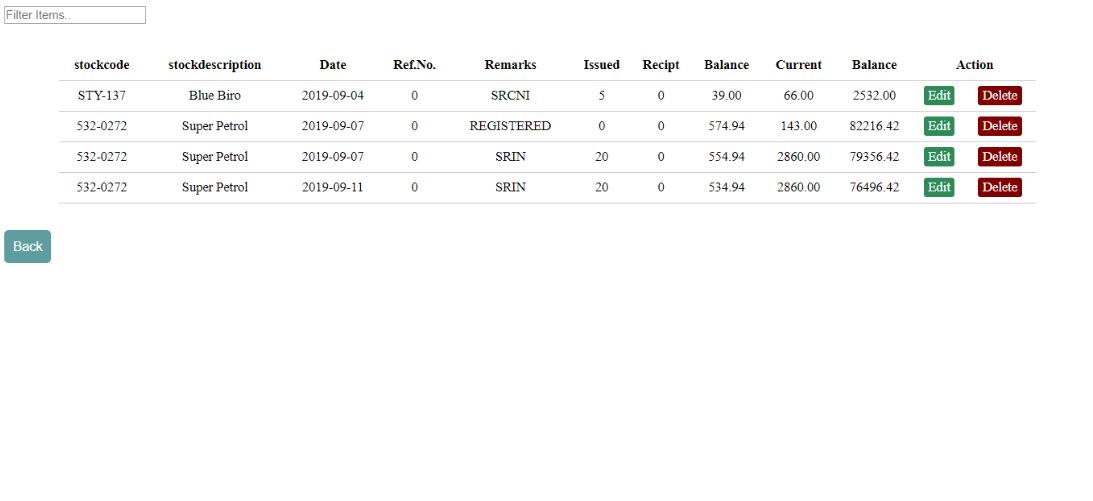 Filter Items..
stockcode stockdescription Date Ref.No. Remarks Issued Recipt Balance Current Balance Action
STY-137 Blue Biro 2019-09-04 0 SRCNI 5 0 39.00 66.00 2532.00 Edit Delete
532-0272 Super Petrol 2019-09-07 0 REGISTERED 0 0 574.94 143.00 82216.42 Edit Delete
532-0272 Super Petrol 2019-09-07 0 SRIN 20 0 554.94 2860.00 79356.42 Edit Delete
532-0272 Super Petrol 2019-09-11 0 SRIN 20 0 534.94 2860.00 76496.42 Edit Delete
Back